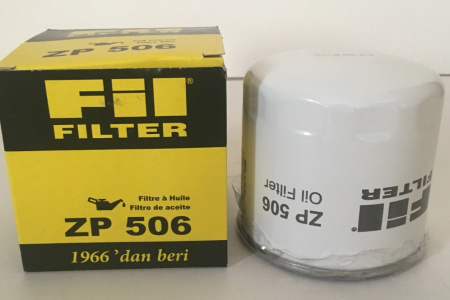 ZP 506
Fil
FILTER
Filtre à Huile
Filtro de aceite
ZP 506
1966'dan beri
Fil
FILTER
ZP 506
Oil Filter